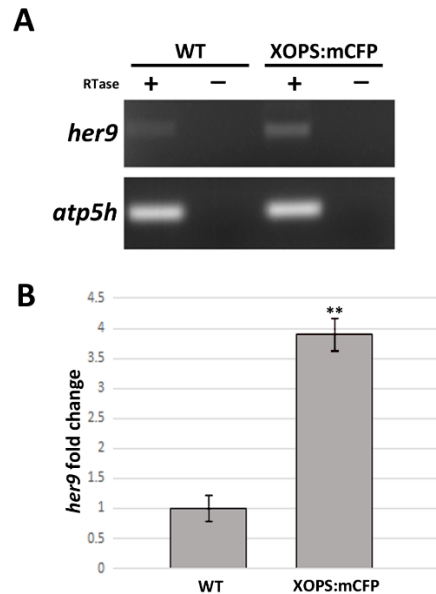 A
WT XOPS:mCFP
RTase + − + −
her9
atp5h
B
4.5
4
3.5
3
2.5
2
1.5
1
0.5
0
her9 fold change
**
WT XOPS:mCFP